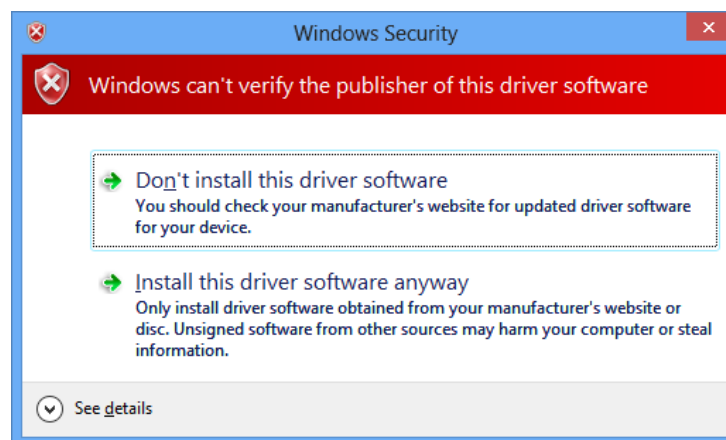 Windows Security
Windows can't verify the publisher of this driver software
Don't install this driver software
You should check your manufacturer's website for updated driver software
for your device.
Install this driver software anyway
Only install driver software obtained from your manufacturer's website or
disc. Unsigned software from other sources may harm your computer or steal
information.
See details